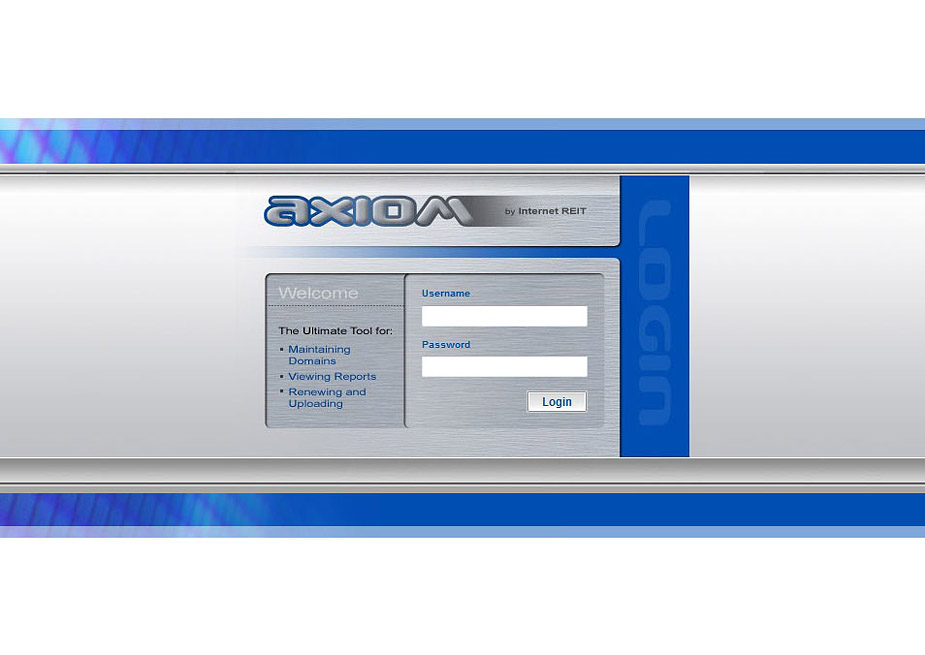 AXIOM
by Internet REIT
LOGIN
Welcome
The Ultimate Tool for:
Maintaining
Domains
Viewing Reports
Renewing and
Uploading
Username
Password
Login